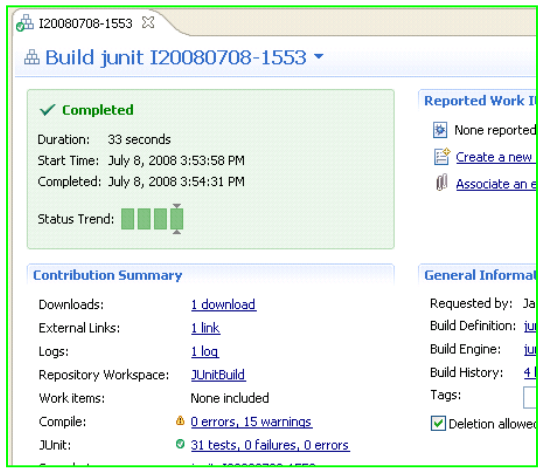 I20080708-1553
Build junit I20080708-1553
Completed
Duration: 33 seconds
Start Time: July 8, 2008 3:53:58 PM
Completed: July 8, 2008 3:54:31 PM
Status Trend:
Reported Work
None reported
Create a new
Associate an
Contribution Summary
Downloads: 1 download
External Links: 1 link
Logs: 1 log
Repository Workspace: JUnitBuild
Work items: None included
Compile: 0 errors, 15 warnings
JUnit: 31 tests, 0 failures, 0 errors
General Informat
Requested by: Ja
Build Definition: ju
Build Engine: ju
Build History: 4
Tags:
Deletion allowe